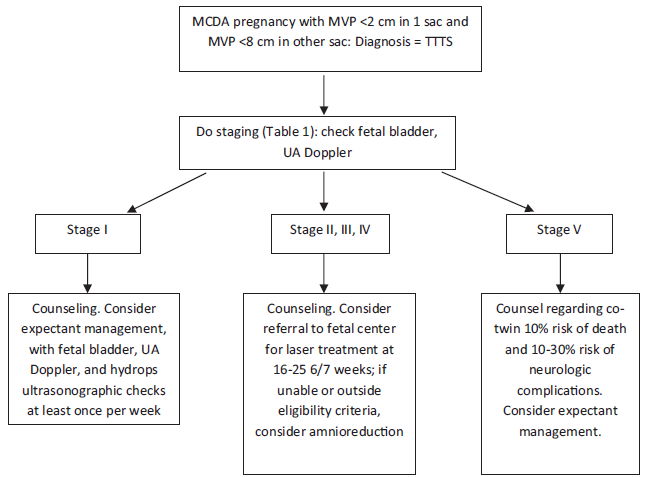 MCDA pregnancy with MVP <2 cm in 1 sac and
MVP <8 cm in other sac: Diagnosis = TTTS
Do staging (Table 1): check fetal bladder,
UA Doppler
Stage I
Stage II, III, IV
Stage V
Counseling. Consider
expectant management,
with fetal bladder, UA
Doppler, and hydrops
ultrasonographic checks
at least once per week
Counseling. Consider
referral to fetal center
for laser treatment at
16-25 6/7 weeks; if
unable or outside
eligibility criteria,
consider amnioreduction
Counsel regarding co-
twin 10% risk of death
and 10-30% risk of
neurologic
complications.
Consider expectant
management.